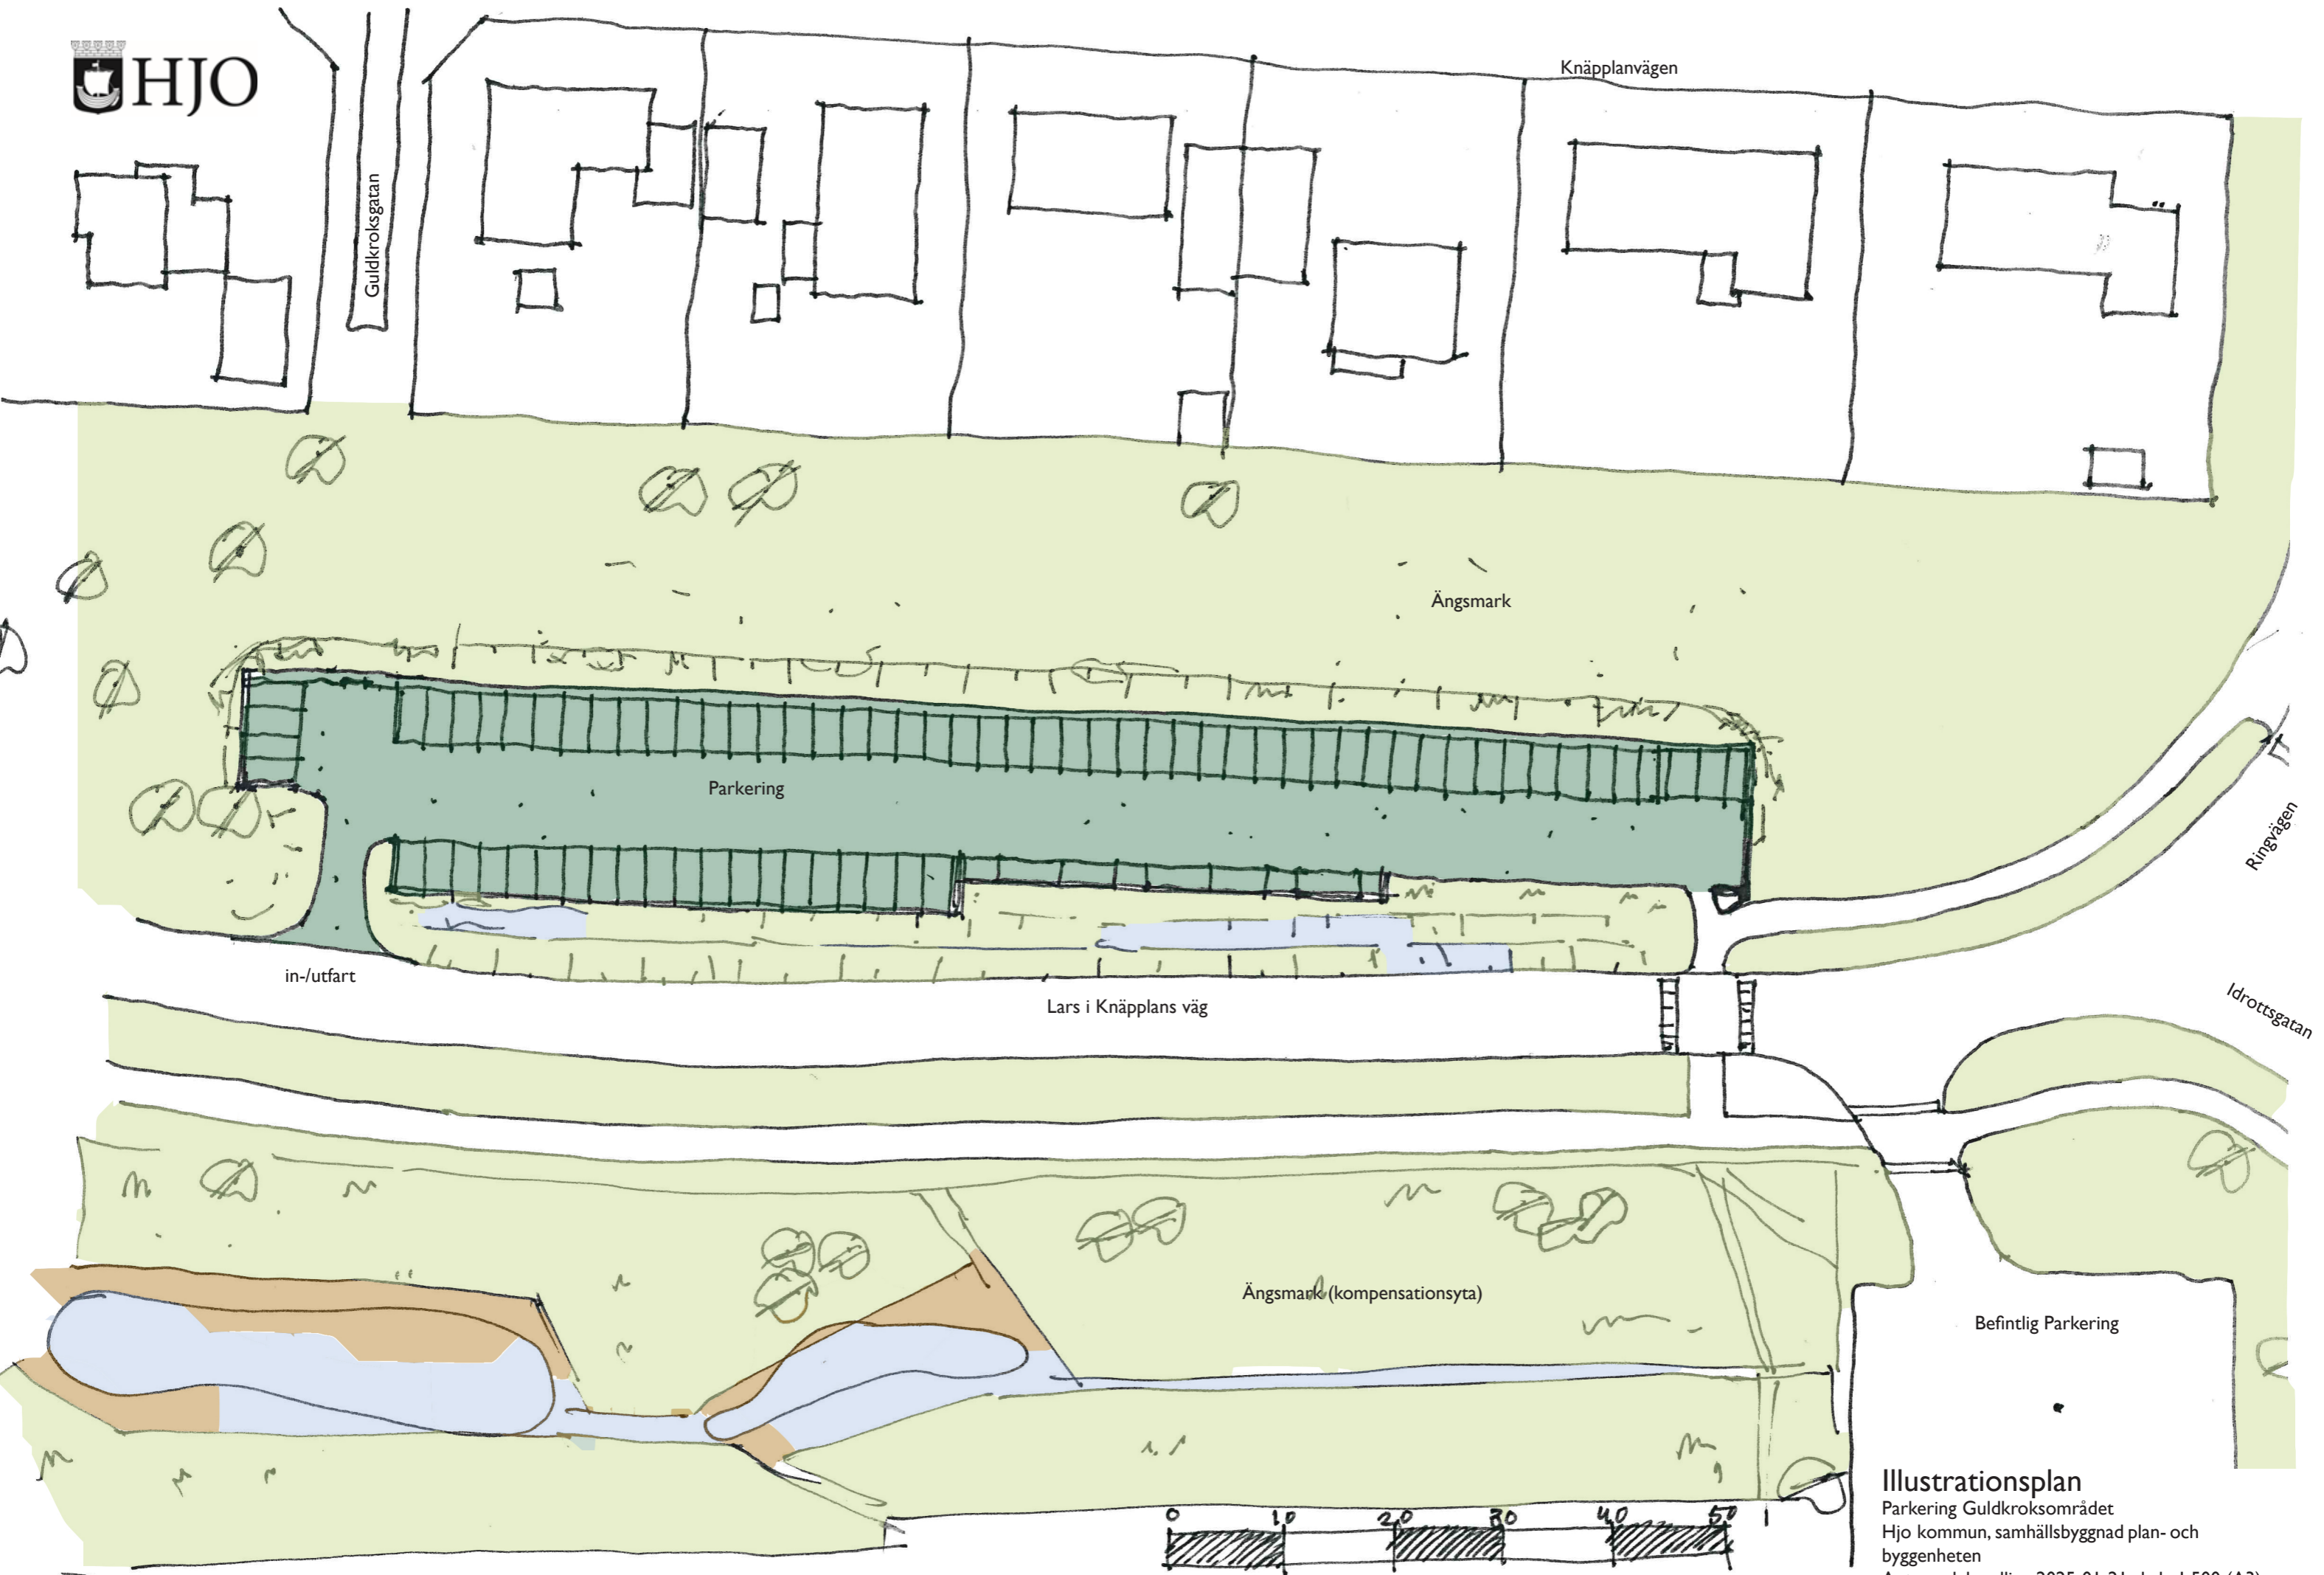 HJO
Knäpplanvägen
Guldkroksgatan
Ängsmark
Parkering
Ringvägen
in-/utfart
Lars i Knäpplans väg
Idrottsgatan
Ängsmark (kompensationsyta)
Befintlig Parkering
Illustrationsplan
Parkering Guldkroksområdet
Hjo kommun, samhällsbyggnad plan- och
byggenheten
0 10 20 30 40 50